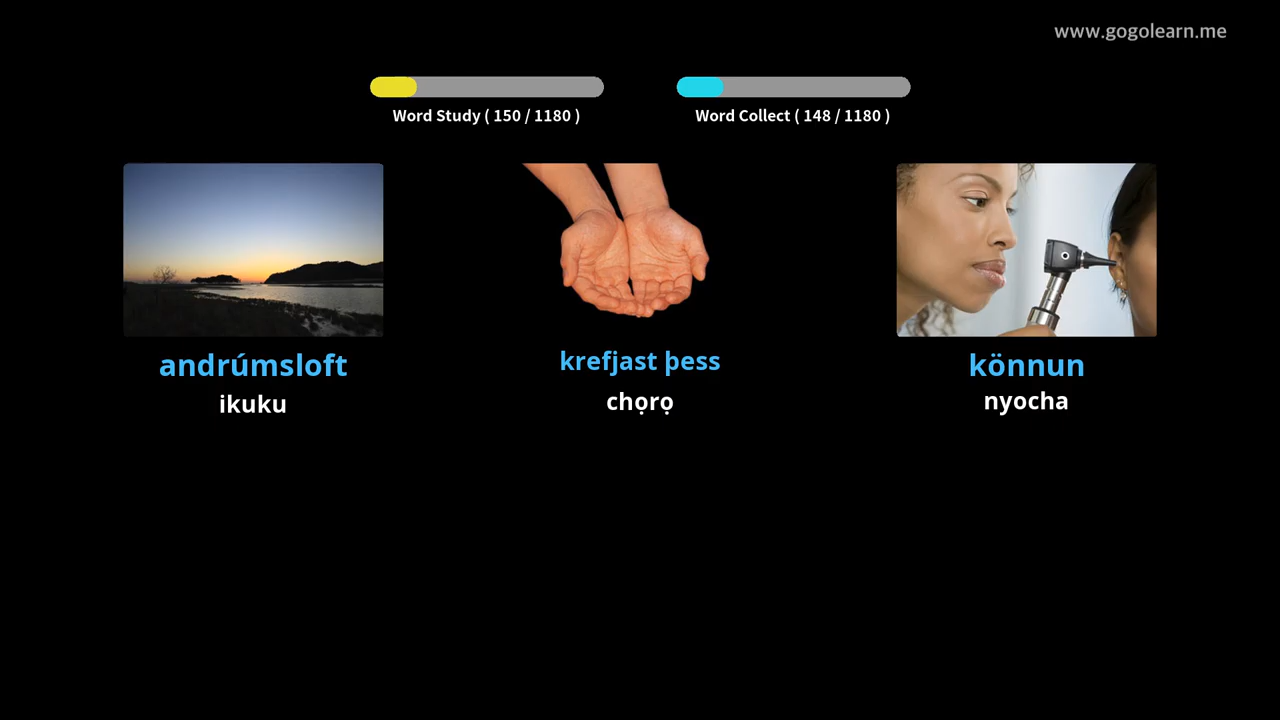 www.gogolearn.me
Word Study ( 150 / 1180 )
Word Collect ( 148 / 1180 )
andrúmsloft
ikuku
krefjast þess
chọrọ
könnun
nyocha